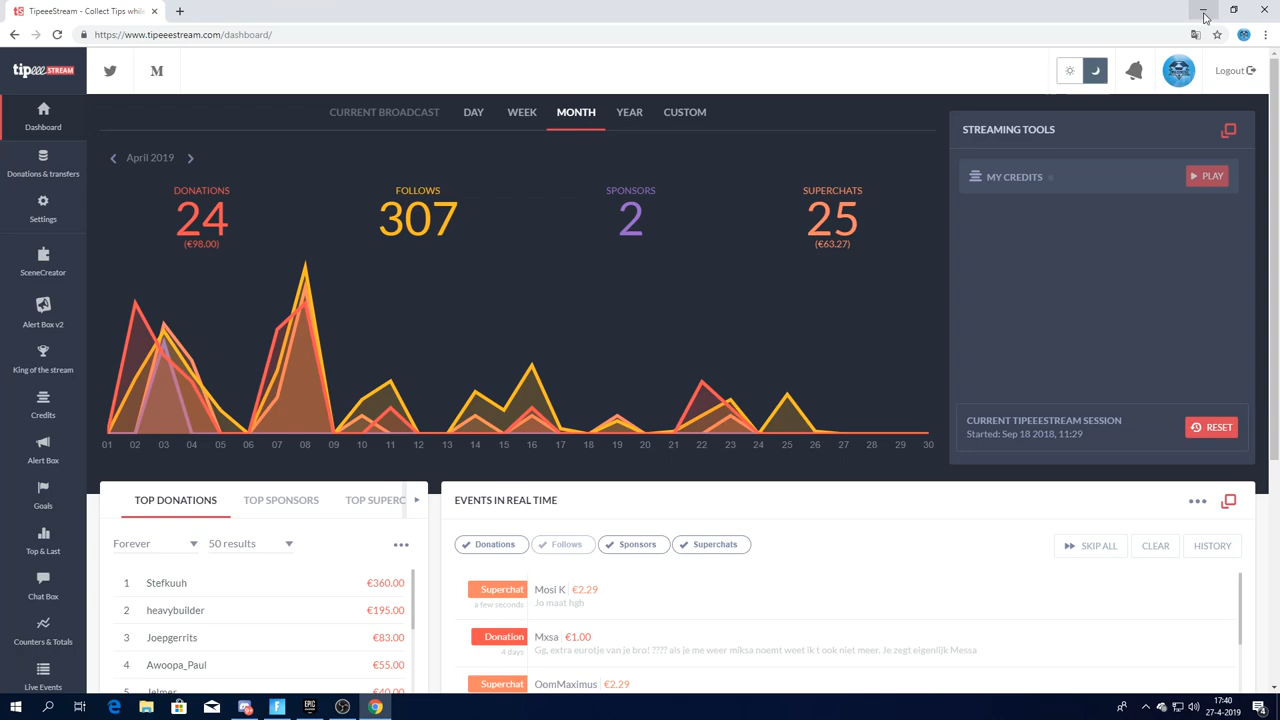 TipeeeStream - Collect Tips while
https://www.tipeeestream.com/dashboard/
tipeee STREAM
Logout
Dashboard
Donations & transfers
Settings
SceneCreator
Alert Box v2
King of the stream
Credits
Alert Box
Goals
Top & Last
Chat Box
Counters & Totals
Live Events
CURRENT BROADCAST DAY WEEK MONTH YEAR CUSTOM
April 2019
DONATIONS FOLLOWS SPONSORS SUPERCHATS
24 307 2 25
(€98.00) (€63.27)
01 02 03 04 05 06 07 08 09 10 11 12 13 14 15 16 17 18 19 20 21 22 23 24 25 26 27 28 29 30
STREAMING TOOLS
MY CREDITS PLAY
CURRENT TIPEEESTREAM SESSION
Started: Sep 18 2018, 11:29
RESET
TOP DONATIONS TOP SPONSORS TOP SUPERC
Forever 50 results
1 Stefkuuh €360.00
2 heavybuilder €195.00
3 Joepgerrits €83.00
4 Awoopa_Paul €55.00
5 Jelmer €40.00
EVENTS IN REAL TIME
Donations Follows Sponsors Superchats SKIP ALL CLEAR HISTORY
Superchat Mosi K €2.29
a few seconds Jo maat hgh
Donation Mxsa €1.00
4 days Gg, extra eurotje van je bro! ???? als je me weer miksa noemt weet ik t ook niet meer. Je zegt eigenlijk Messa
Superchat OomMaximus €2.29
17:40
27-4-2019